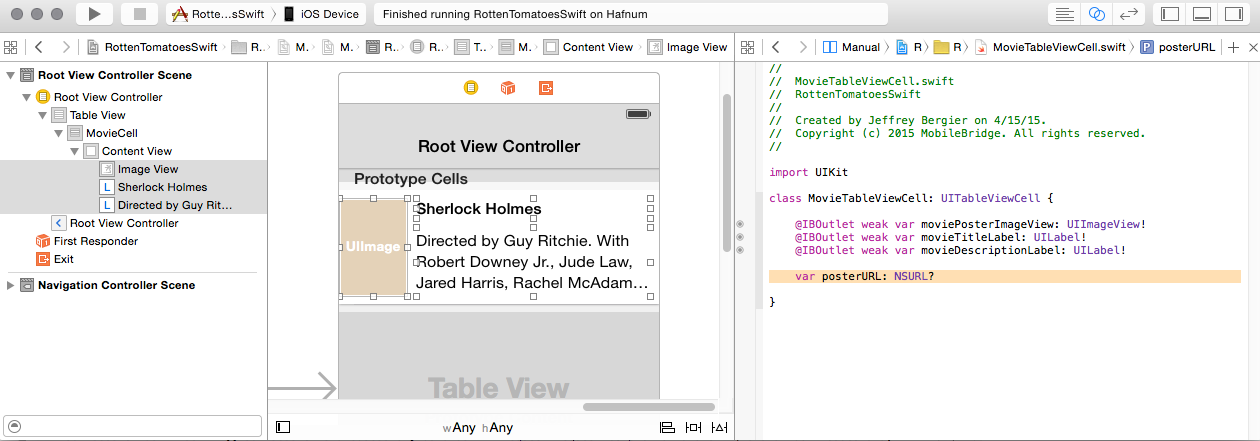 Rotte...sSwift
iOS Device
Finished running RottenTomatoesSwift on Hafnum
RottenTomatoesSwift
R.
M.
M.
R.
R.
T..
M.
Content View
Image View
Manual
R
R
MovieTableViewCell.swift
P posterURL
Root View Controller Scene
Root View Controller
Table View
MovieCell
Content View
Image View
L Sherlock Holmes
L Directed by Guy Rit...
Root View Controller
First Responder
Exit
Navigation Controller Scene
Root View Controller
Prototype Cells
UIImage
Sherlock Holmes
Directed by Guy Ritchie. With
Robert Downey Jr., Jude Law,
Jared Harris, Rachel McAdam...
Table View
wAny hAny
//
//  MovieTableViewCell.swift
//  RottenTomatoesSwift
//
//  Created by Jeffrey Bergier on 4/15/15.
//  Copyright (c) 2015 MobileBridge. All rights reserved.
//
import UIKit
class MovieTableViewCell: UITableViewCell {
@IBOutlet weak var moviePosterImageView: UIImageView!
@IBOutlet weak var movieTitleLabel: UILabel!
@IBOutlet weak var movieDescriptionLabel: UILabel!
var posterURL: NSURL?
}